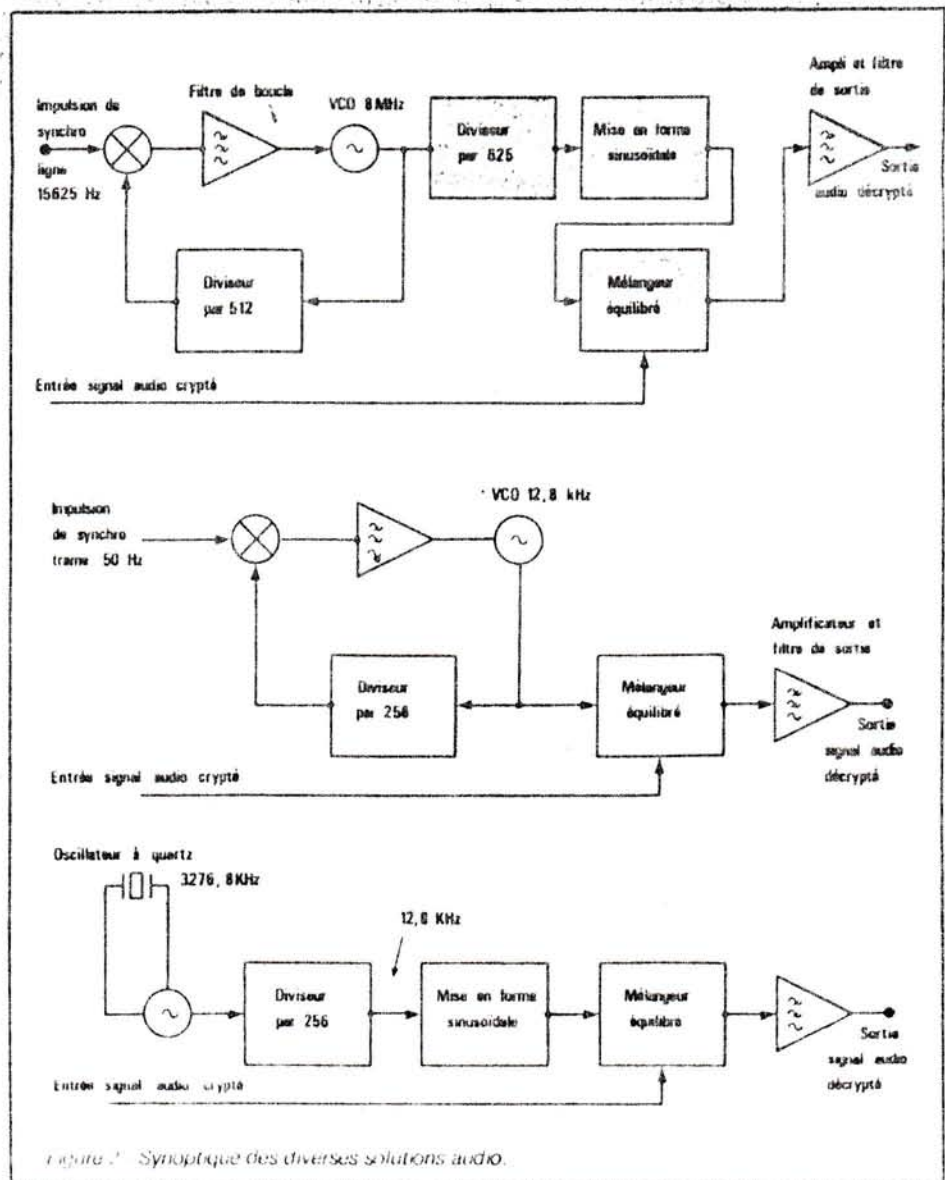 Impulsion de
synchro
ligne
15625 Hz
Filtre de boucle
VCO 8 MHz
Diviseur
par 625
Mise en forme
sinusoïdale
Ampli et filtre
de sortie
Sortie
audio décrypté
Diviseur
par 512
Mélangeur
équilibré
Entrée signal audio crypté
Impulsion
de synchro
trame 50 Hz
VCO 12,8 kHz
Diviseur
par 256
Mélangeur
équilibré
Amplificateur et
filtre de sortie
Sortie
signal audio
décrypté
Entrée signal audio crypté
Oscillateur à quartz
3276,8KHz
12,8 KHz
Diviseur
par 256
Mise en forme
sinusoïdale
Mélangeur
équilibré
Sortie
signal audio
décrypté
Entrée signal audio crypté
Figure 2 Synoptique des diverses solutions audio.